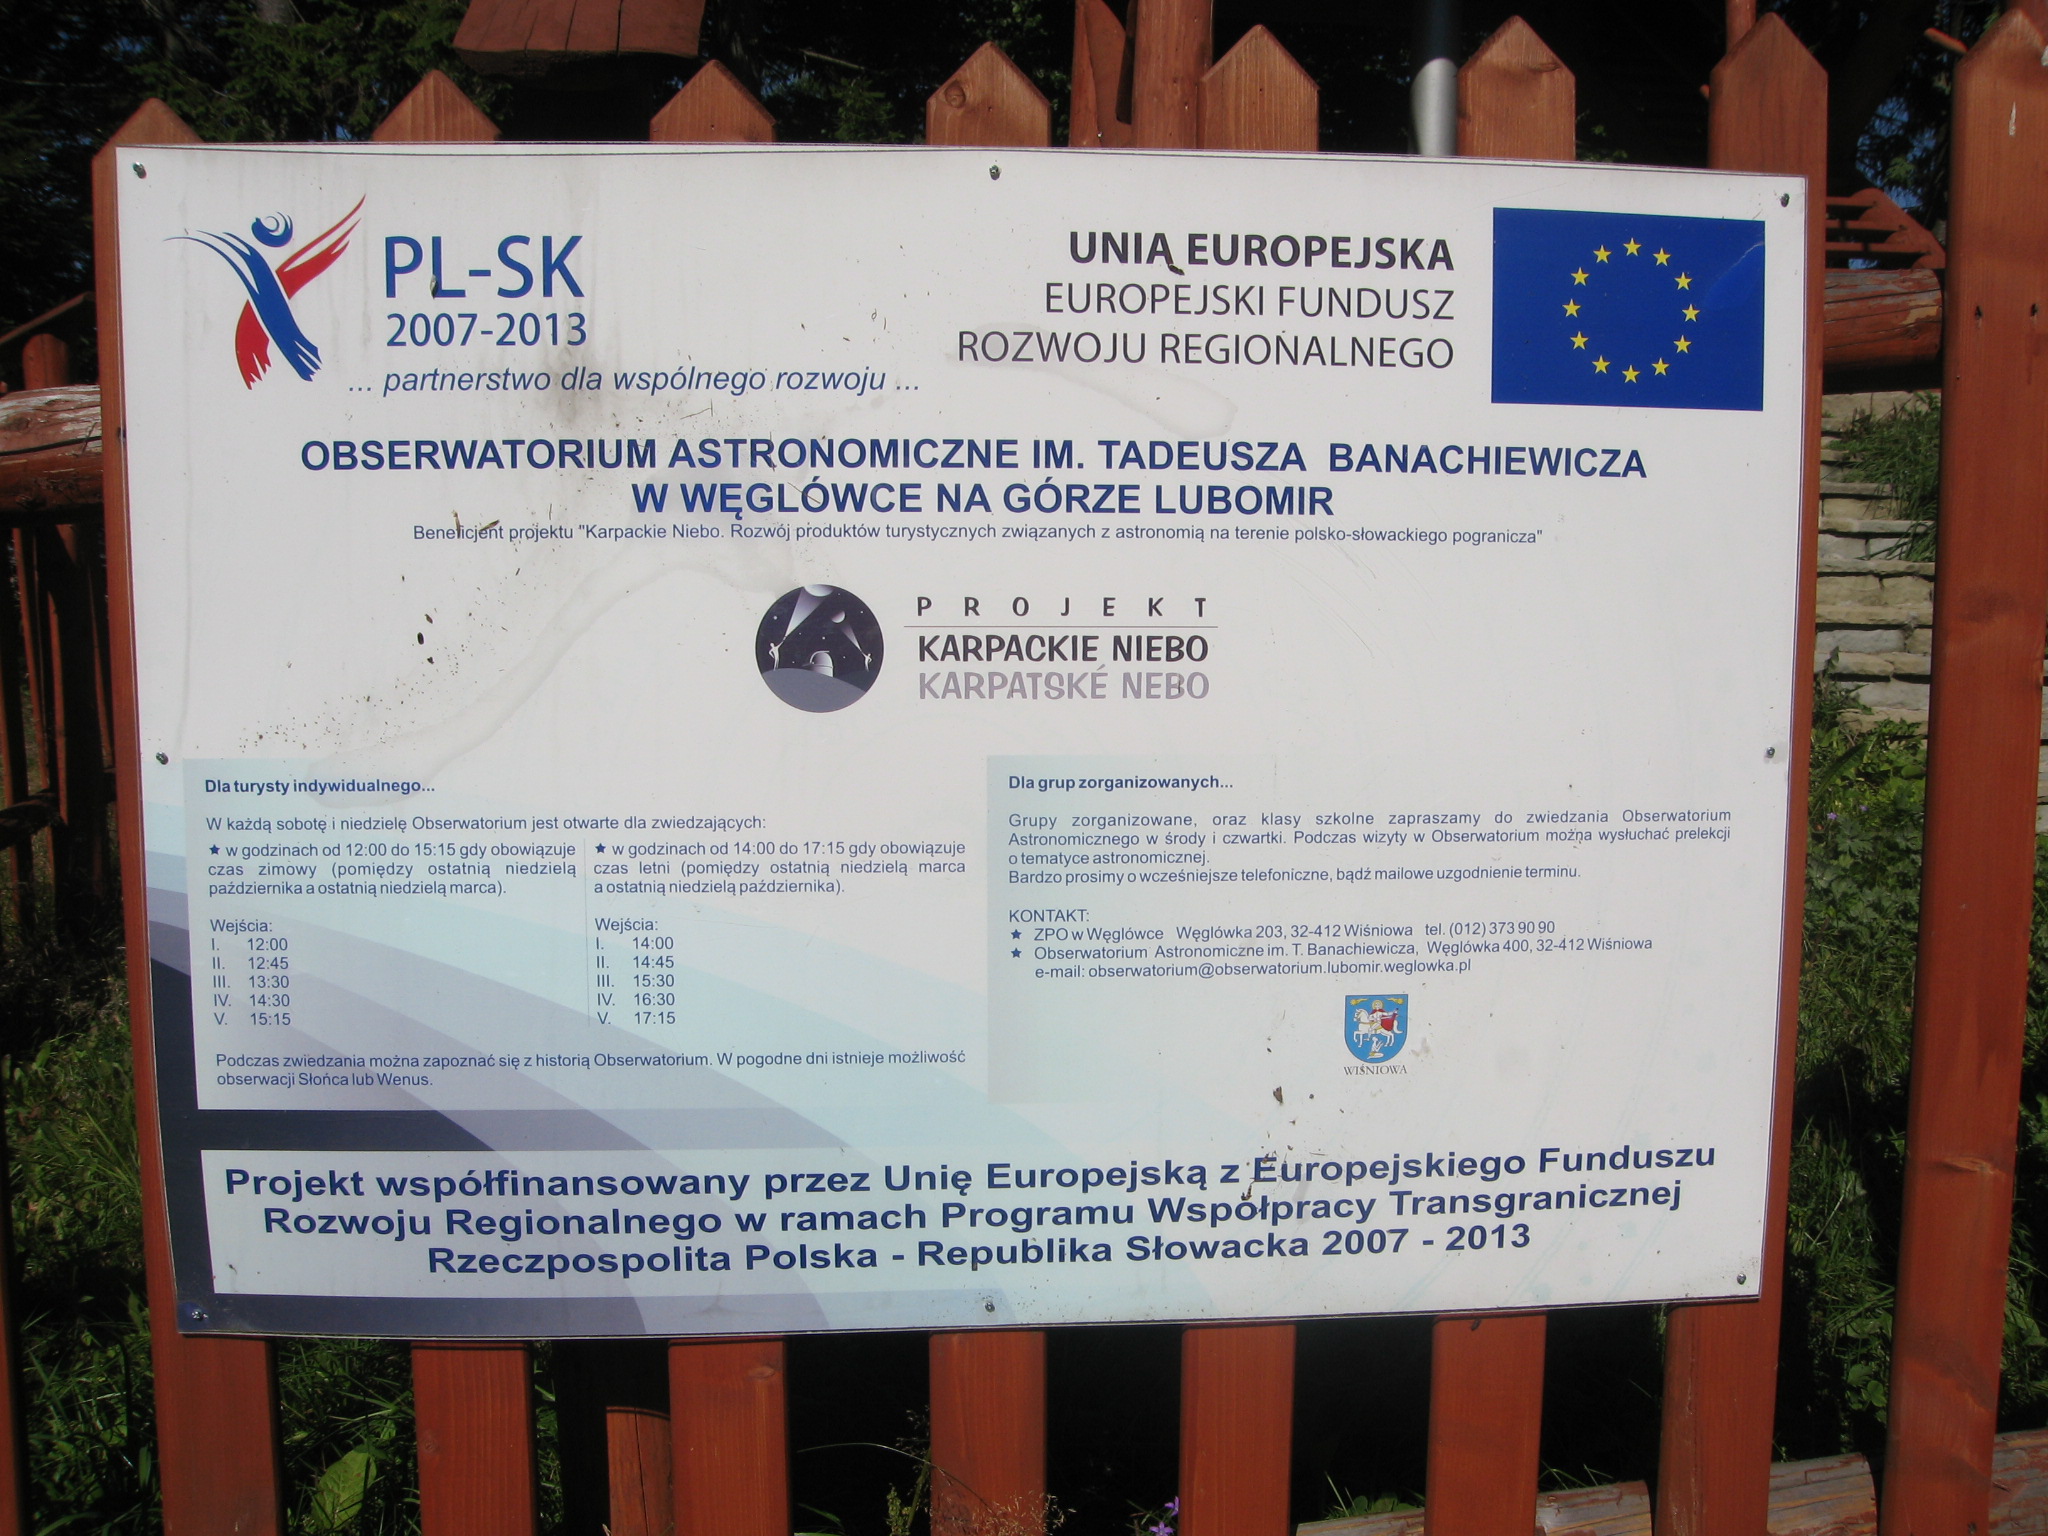 PL-SK
2007-2013
... partnerstwo dla wspólnego rozwoju ...
UNIA EUROPEJSKA
EUROPEJSKI FUNDUSZ
ROZWOJU REGIONALNEGO
OBSERWATORIUM ASTRONOMICZNE IM. TADEUSZA BANACHIEWICZA
W WĘGLÓWCE NA GÓRZE LUBOMIR
Beneficjent projektu "Karpackie Niebo. Rozwój produktów turystycznych związanych z astronomią na terenie polsko-słowackiego pogranicza"
PROJEKT
KARPACKIE NIEBO
KARPATSKÉ NEBO
Dla turysty indywidualnego...
W każdą sobotę i niedzielę Obserwatorium jest otwarte dla zwiedzających:
★ w godzinach od 12:00 do 15:15 gdy obowiązuje
czas zimowy (pomiędzy ostatnią niedzielą
października a ostatnią niedzielą marca).
Wejścia:
I. 12:00
II. 12:45
III. 13:30
IV. 14:30
V. 15:15
★ w godzinach od 14:00 do 17:15 gdy obowiązuje
czas letni (pomiędzy ostatnią niedzielą marca
a ostatnią niedzielą października).
Wejścia:
I. 14:00
II. 14:45
III. 15:30
IV. 16:30
V. 17:15
Podczas zwiedzania można zapoznać się z historią Obserwatorium. W pogodne dni istnieje możliwość
obserwacji Słońca lub Wenus.
Dla grup zorganizowanych...
Grupy zorganizowane, oraz klasy szkolne zapraszamy do zwiedzania Obserwatorium
Astronomicznego w środy i czwartki. Podczas wizyty w Obserwatorium można wysłuchać prelekcji
o tematyce astronomicznej.
Bardzo prosimy o wcześniejsze telefoniczne, bądź mailowe uzgodnienie terminu.
KONTAKT:
★ ZPO w Węglówce Węglówka 203, 32-412 Wiśniowa tel. (012) 373 90 90
★ Obserwatorium Astronomiczne im. T. Banachiewicza, Węglówka 400, 32-412 Wiśniowa
e-mail: obserwatorium@obserwatorium.lubomir.weglowka.pl
WIŚNIOWA
Projekt współfinansowany przez Unię Europejską z Europejskiego Funduszu
Rozwoju Regionalnego w ramach Programu Współpracy Transgranicznej
Rzeczpospolita Polska - Republika Słowacka 2007 - 2013